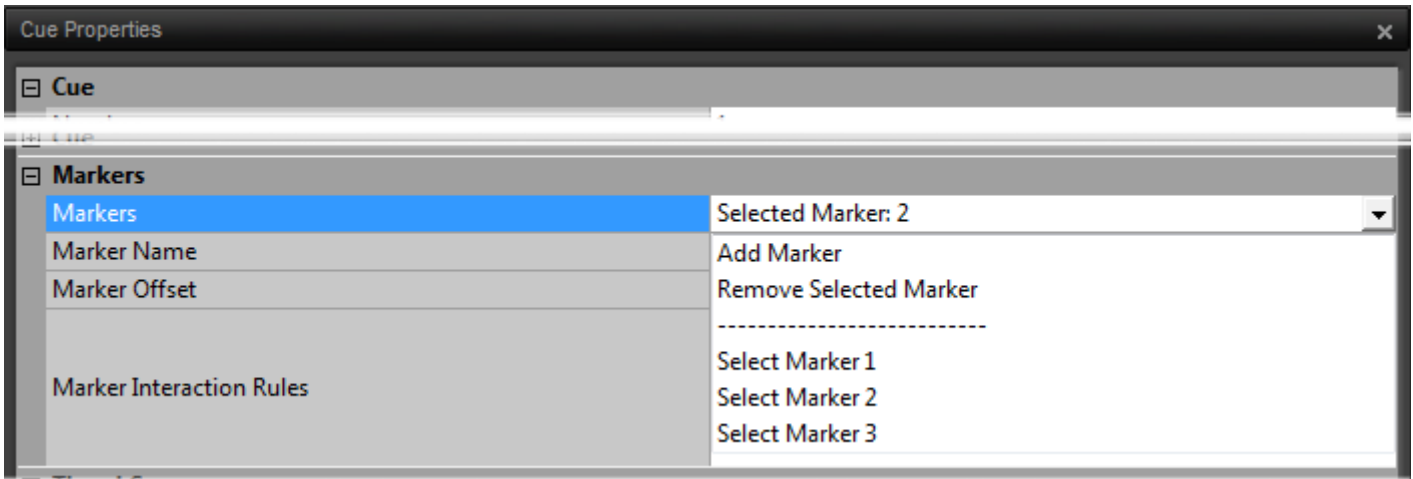 Cue Properties
Cue
Cue
Markers
Markers Selected Marker: 2
Marker Name Add Marker
Marker Offset Remove Selected Marker
---------------------------
Select Marker 1
Marker Interaction Rules Select Marker 2
Select Marker 3